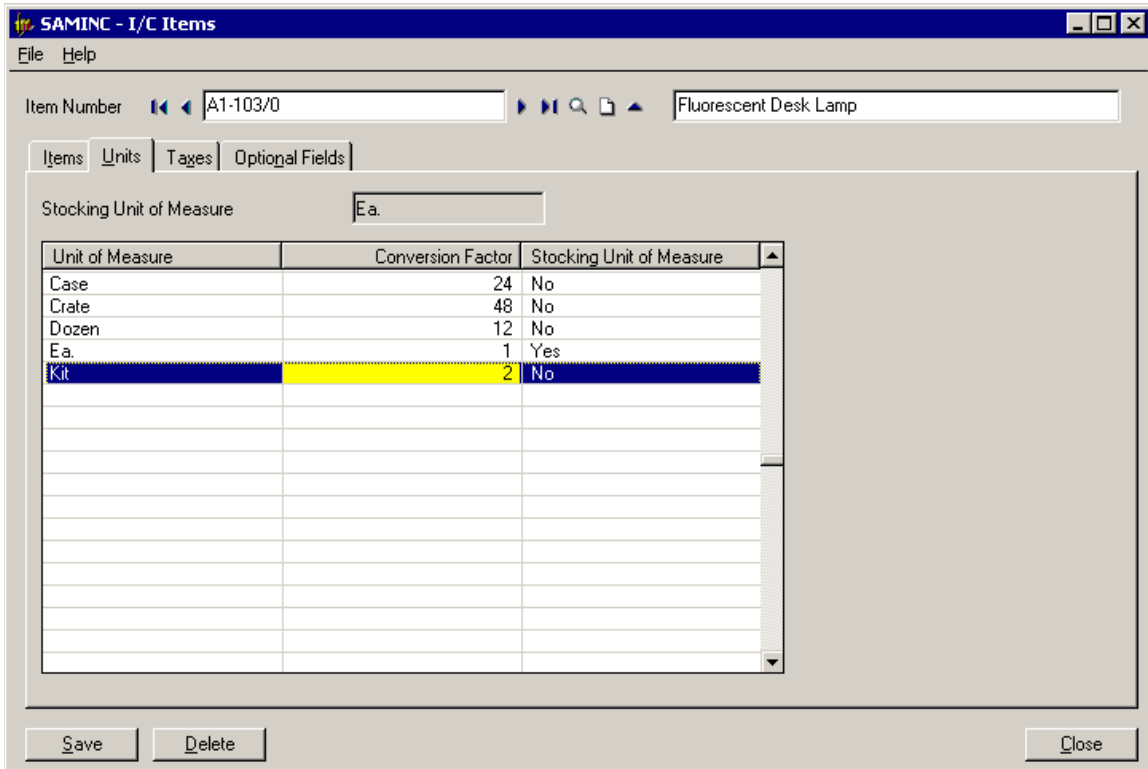 SAMINC - I/C Items
File Help
Item Number A1-103/0 Fluorescent Desk Lamp
Items Units Taxes Optional Fields
Stocking Unit of Measure Ea.
Unit of Measure Conversion Factor Stocking Unit of Measure
Case 24 No
Crate 48 No
Dozen 12 No
Ea. 1 Yes
Kit 2 No
Save Delete Close